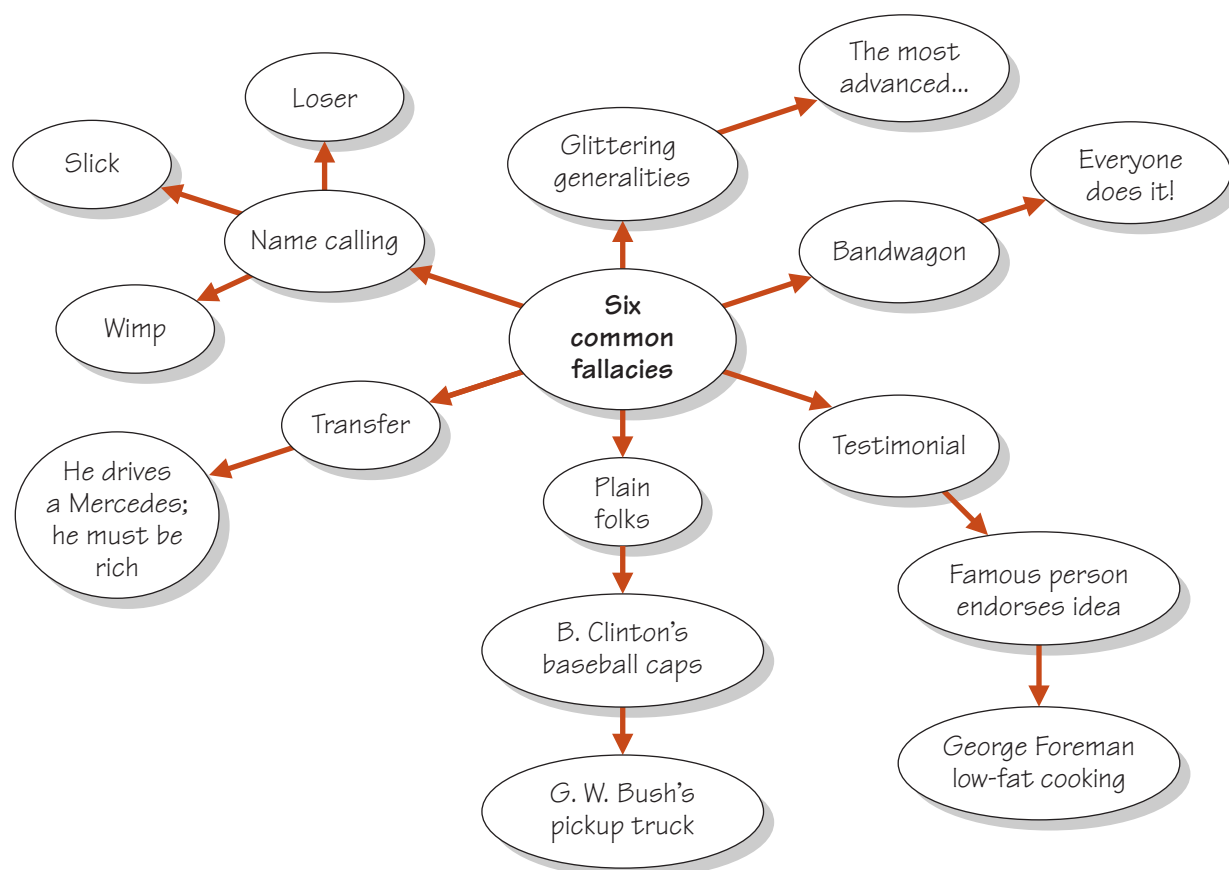 The most
advanced...
Loser
Glittering
generalities
Slick
Everyone
does it!
Name calling
Bandwagon
Six
common
fallacies
Wimp
Transfer
Testimonial
He drives
a Mercedes;
he must be
rich
Plain
folks
Famous person
endorses idea
B. Clinton's
baseball caps
George Foreman
low-fat cooking
G. W. Bush's
pickup truck